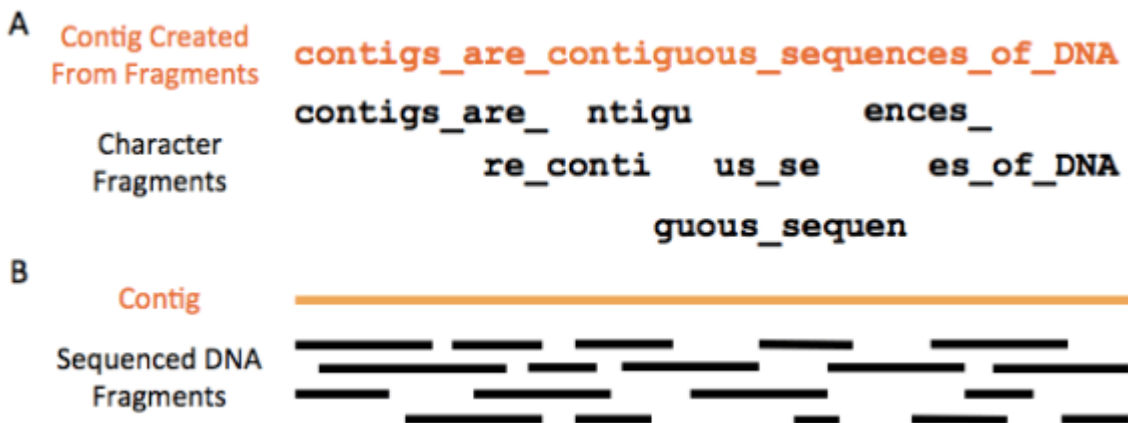 A
Contig Created
From Fragments
contigs_are_contiguous_sequences_of_DNA
Character
Fragments
contigs_are_ ntigu ences_
re_conti us_se es_of_DNA
guous_sequen
B
Contig
Sequenced DNA
Fragments